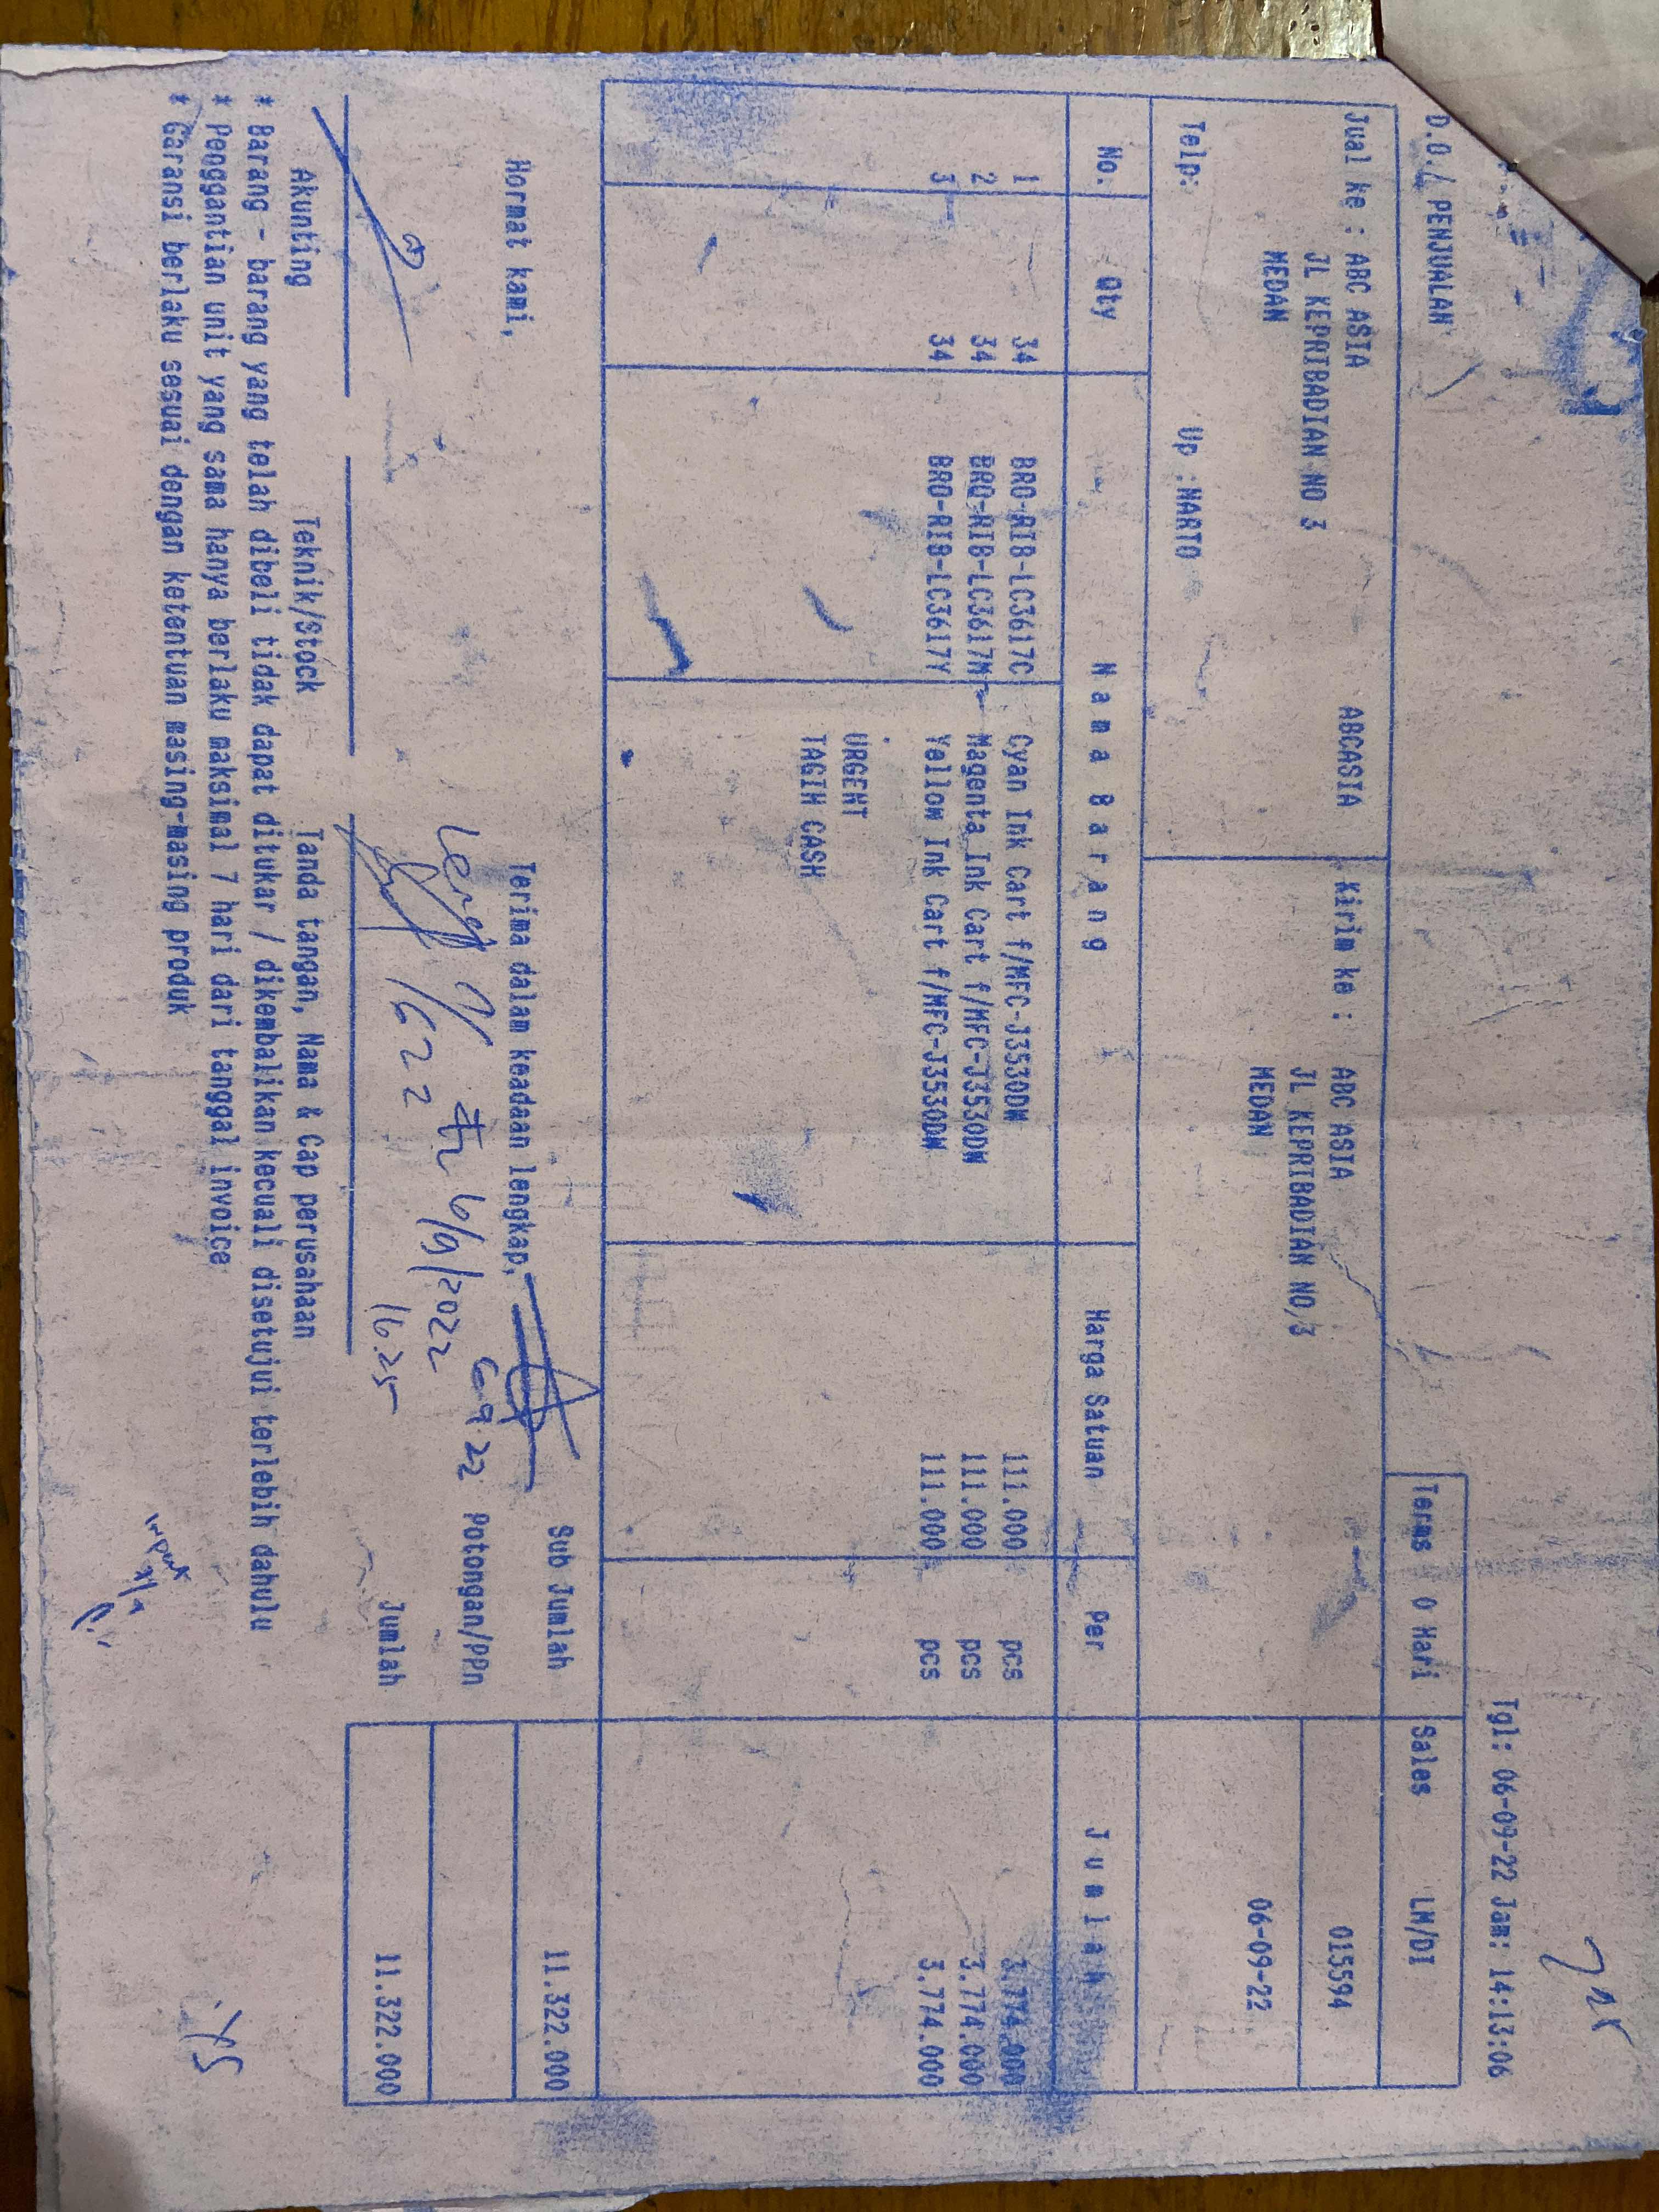 Tgl: 06-09-22 Jam: 14:13:06
D.O./ PENJUALAN
Terms 0 Hari Sales LM/DI
Jual ke : ABC ASIA ABCASIA Kirim ke : ABC ASIA 015594
JL KEPRIBADIAN NO 3 JL KEPRIBADIAN NO,3
MEDAN MEDAN 06-09-22
Telp: Up :MARTO
No. Qty Nama Barang Harga Satuan Per Jumlah
1 34 BRO-RIB-LC3617C Cyan Ink Cart f/MFC-J3530DW 111.000 pcs 3.774.000
2 34 BRO-RIB-LC3617M Magenta Ink Cart f/MFC-J3530DW 111.000 pcs 3.774.000
3 34 BRO-RIB-LC3617Y Yellow Ink Cart f/MFC-J3530DW 111.000 pcs 3.774.000
URGENT
TAGIH CASH
Hormat kami, Terima dalam keadaan lengkap, Sub Jumlah 11.322.000
6 9 22 Potongan/PPn
6/9/2022
16.25 Jumlah 11.322.000
Akunting Teknik/Stock Tanda tangan, Nama & Cap perusahaan
* Barang - barang yang telah dibeli tidak dapat ditukar / dikembalikan kecuali disetujui terlebih dahulu
* Penggantian unit yang sama hanya berlaku maksimal 7 hari dari tanggal invoice
* Garansi berlaku sesuai dengan ketentuan masing-masing produk